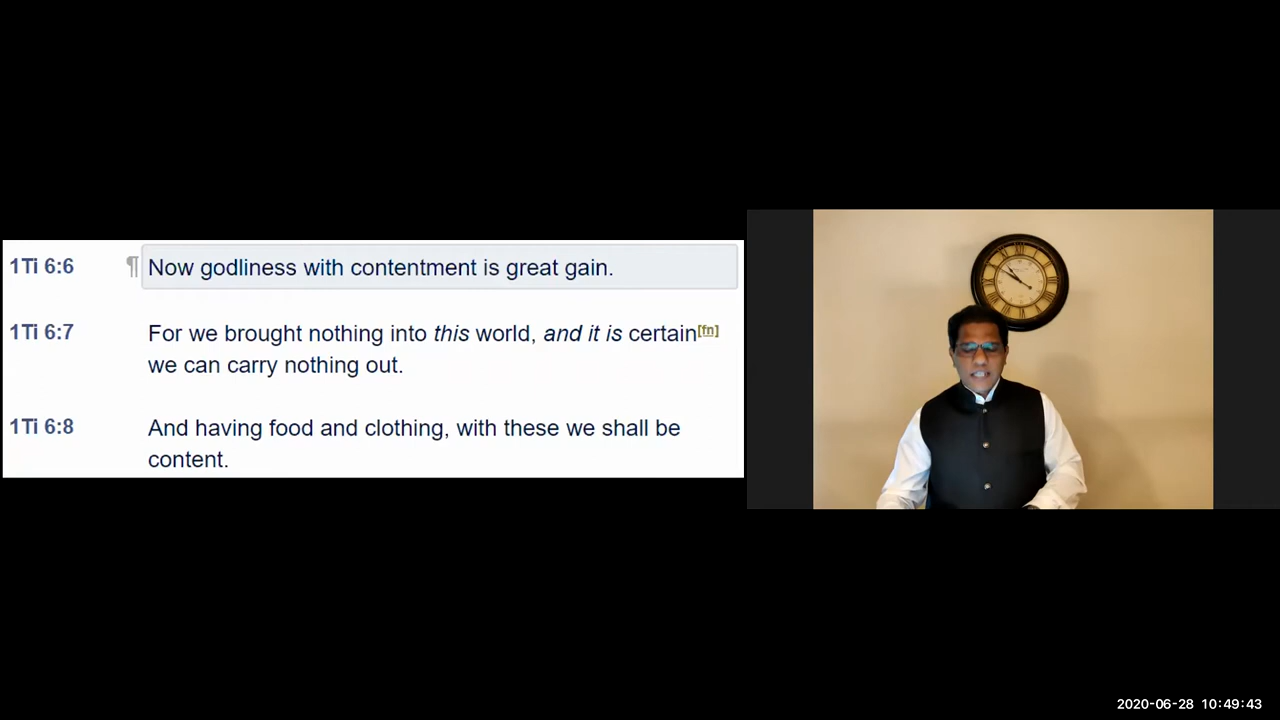 1Ti 6:6 ¶ Now godliness with contentment is great gain.
1Ti 6:7 For we brought nothing into this world, and it is certain[fn]
we can carry nothing out.
1Ti 6:8 And having food and clothing, with these we shall be
content.
2020-06-28 10:49:43